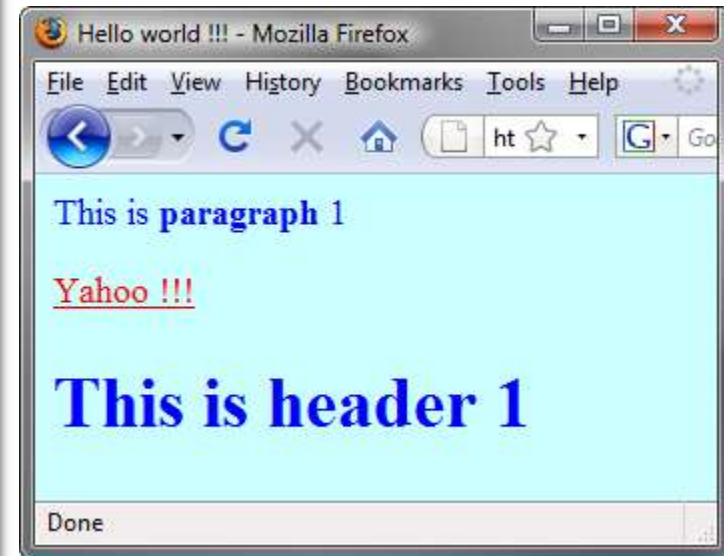 Hello world !!! - Mozilla Firefox
File Edit View History Bookmarks Tools Help
ht G Go
This is paragraph 1
Yahoo !!!
This is header 1
Done